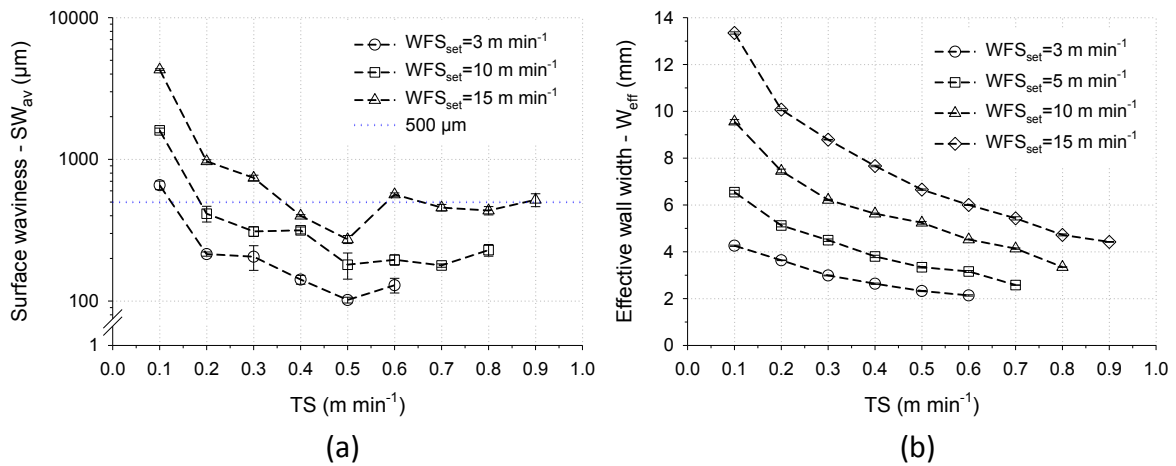 Surface waviness - SWav (μm)
10000
1000
100
1
WFSset=3 m min-1
WFSset=10 m min-1
WFSset=15 m min-1
500 μm
0.0 0.1 0.2 0.3 0.4 0.5 0.6 0.7 0.8 0.9 1.0
TS (m min-1)
(a)
Effective wall width - Weff (mm)
14
12
10
8
6
4
2
0
WFSset=3 m min-1
WFSset=5 m min-1
WFSset=10 m min-1
WFSset=15 m min-1
0.0 0.1 0.2 0.3 0.4 0.5 0.6 0.7 0.8 0.9 1.0
TS (m min-1)
(b)